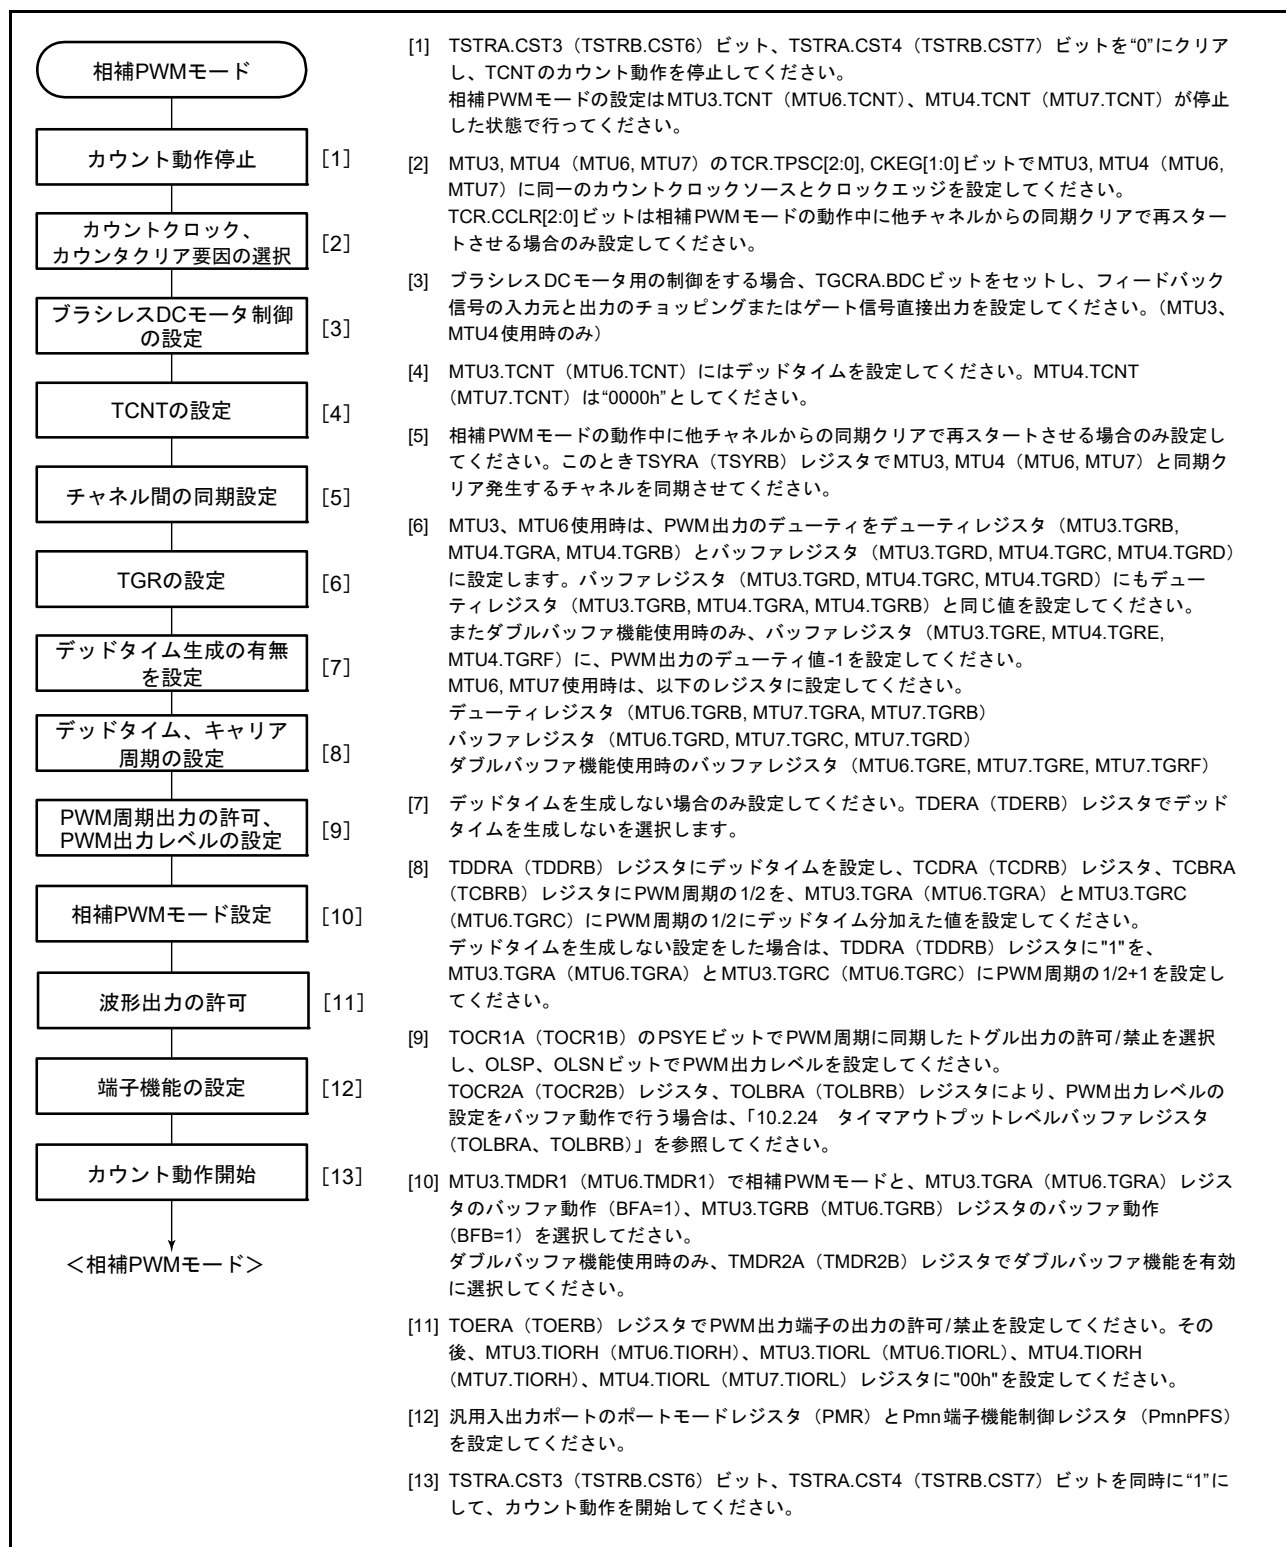 相補PWMモード
カウント動作停止
[1]
カウントクロック、
カウンタクリア要因の選択
[2]
ブラシレスDCモータ制御
の設定
[3]
TCNTの設定
[4]
チャネル間の同期設定
[5]
TGRの設定
[6]
デッドタイム生成の有無
を設定
[7]
デッドタイム、キャリア
周期の設定
[8]
PWM周期出力の許可、
PWM出力レベルの設定
[9]
相補PWMモード設定
[10]
波形出力の許可
[11]
端子機能の設定
[12]
カウント動作開始
[13]
＜相補PWMモード＞
[1] TSTRA.CST3（TSTRB.CST6）ビット、TSTRA.CST4（TSTRB.CST7）ビットを“0”にクリア
し、TCNTのカウント動作を停止してください。
相補PWMモードの設定はMTU3.TCNT（MTU6.TCNT）、MTU4.TCNT（MTU7.TCNT）が停止
した状態で行ってください。
[2] MTU3, MTU4（MTU6, MTU7）のTCR.TPSC[2:0], CKEG[1:0]ビットでMTU3, MTU4（MTU6,
MTU7）に同一のカウントクロックソースとクロックエッジを設定してください。
TCR.CCLR[2:0]ビットは相補PWMモードの動作中に他チャネルからの同期クリアで再スター
トさせる場合のみ設定してください。
[3] ブラシレスDCモータ用の制御をする場合、TGCRA.BDCビットをセットし、フィードバック
信号の入力元と出力のチョッピングまたはゲート信号直接出力を設定してください。（MTU3、
MTU4使用時のみ）
[4] MTU3.TCNT（MTU6.TCNT）にはデッドタイムを設定してください。MTU4.TCNT
（MTU7.TCNT）は“0000h”としてください。
[5] 相補PWMモードの動作中に他チャネルからの同期クリアで再スタートさせる場合のみ設定し
てください。このときTSYRA（TSYRB）レジスタでMTU3, MTU4（MTU6, MTU7）と同期ク
リア発生するチャネルを同期させてください。
[6] MTU3、MTU6使用時は、PWM出力のデューティをデューティレジスタ（MTU3.TGRB,
MTU4.TGRA, MTU4.TGRB）とバッファレジスタ（MTU3.TGRD, MTU4.TGRC, MTU4.TGRD）
に設定します。バッファレジスタ（MTU3.TGRD, MTU4.TGRC, MTU4.TGRD）にもデュー
ティレジスタ（MTU3.TGRB, MTU4.TGRA, MTU4.TGRB）と同じ値を設定してください。
またダブルバッファ機能使用時のみ、バッファレジスタ（MTU3.TGRE, MTU4.TGRE,
MTU4.TGRF）に、PWM出力のデューティ値-1を設定してください。
MTU6, MTU7使用時は、以下のレジスタに設定してください。
デューティレジスタ（MTU6.TGRB, MTU7.TGRA, MTU7.TGRB）
バッファレジスタ（MTU6.TGRD, MTU7.TGRC, MTU7.TGRD）
ダブルバッファ機能使用時のバッファレジスタ（MTU6.TGRE, MTU7.TGRE, MTU7.TGRF）
[7] デッドタイムを生成しない場合のみ設定してください。TDERA（TDERB）レジスタでデッド
タイムを生成しないを選択します。
[8] TDDRA（TDDRB）レジスタにデッドタイムを設定し、TCDRA（TCDRB）レジスタ、TCBRA
（TCBRB）レジスタにPWM周期の1/2を、MTU3.TGRA（MTU6.TGRA）とMTU3.TGRC
（MTU6.TGRC）にPWM周期の1/2にデッドタイム分加えた値を設定してください。
デッドタイムを生成しない設定をした場合は、TDDRA（TDDRB）レジスタに"1"を、
MTU3.TGRA（MTU6.TGRA）とMTU3.TGRC（MTU6.TGRC）にPWM周期の1/2+1を設定し
てください。
[9] TOCR1A（TOCR1B）のPSYEビットでPWM周期に同期したトグル出力の許可/禁止を選択
し、OLSP、OLSNビットでPWM出力レベルを設定してください。
TOCR2A（TOCR2B）レジスタ、TOLBRA（TOLBRB）レジスタにより、PWM出力レベルの
設定をバッファ動作で行う場合は、「10.2.24　タイマアウトプットレベルバッファレジスタ
（TOLBRA、TOLBRB）」を参照してください。
[10] MTU3.TMDR1（MTU6.TMDR1）で相補PWMモードと、MTU3.TGRA（MTU6.TGRA）レジス
タのバッファ動作（BFA=1）、MTU3.TGRB（MTU6.TGRB）レジスタのバッファ動作
（BFB=1）を選択してださい。
ダブルバッファ機能使用時のみ、TMDR2A（TMDR2B）レジスタでダブルバッファ機能を有効
に選択してください。
[11] TOERA（TOERB）レジスタでPWM出力端子の出力の許可/禁止を設定してください。その
後、MTU3.TIORH（MTU6.TIORH）、MTU3.TIORL（MTU6.TIORL）、MTU4.TIORH
（MTU7.TIORH）、MTU4.TIORL（MTU7.TIORL）レジスタに"00h"を設定してください。
[12] 汎用入出力ポートのポートモードレジスタ（PMR）とPmn端子機能制御レジスタ（PmnPFS）
を設定してください。
[13] TSTRA.CST3（TSTRB.CST6）ビット、TSTRA.CST4（TSTRB.CST7）ビットを同時に“1”に
して、カウント動作を開始してください。